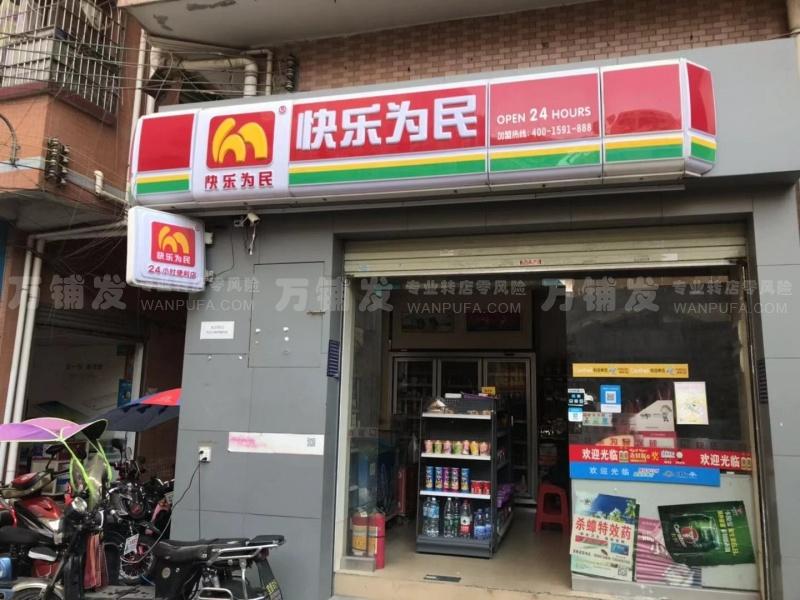 快乐为民
快乐为民
OPEN 24 HOURS
加盟热线:400-1591-888
快乐为民
24小时便利店
万铺发
专业转店零风险
WANPUFA.COM
万铺发
专业转店零风险
WANPUFA.COM
万铺发
专业转店零风险
WANPUFA.COM
欢迎光临
欢迎光临
欢迎光临
杀蟑特效药